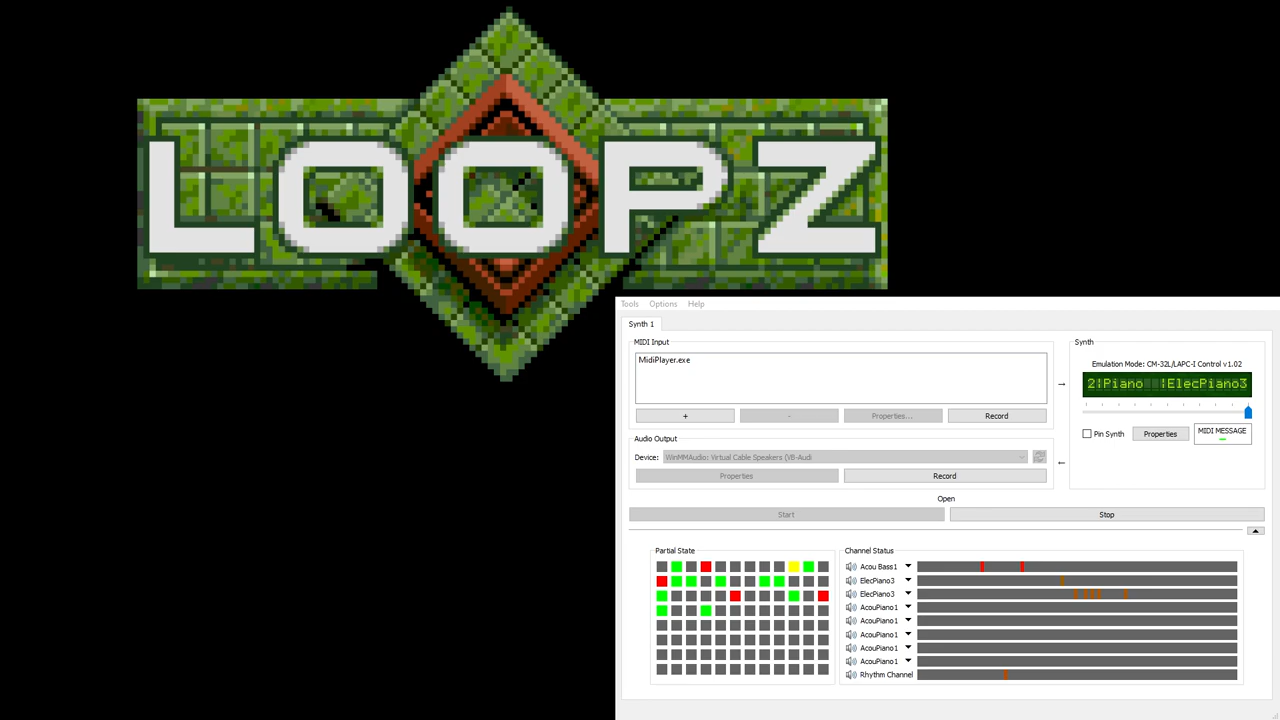 LOOPZ
Tools Options Help
Synth 1
MIDI Input
MidiPlayer.exe
+ - Properties... Record
Audio Output
Device: WinMMAudio: Virtual Cable Speakers (VB-Audi
Properties Record
Synth
Emulation Mode: CM-32L/LAPC-I Control v1.02
2¦Piano ¦ElecPiano3
Pin Synth Properties MIDI MESSAGE
Open
Start Stop
Partial State
Channel Status
Acou Bass1
ElecPiano3
ElecPiano3
AcouPiano1
AcouPiano1
AcouPiano1
AcouPiano1
AcouPiano1
Rhythm Channel